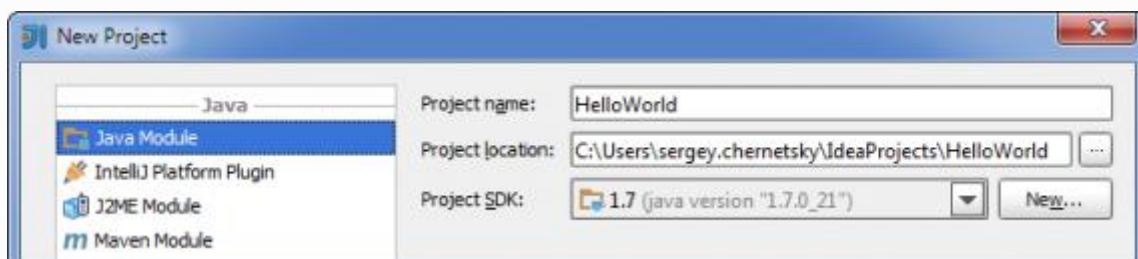 New Project
Java
Java Module
IntelliJ Platform Plugin
J2ME Module
Maven Module
Project name: HelloWorld
Project location: C:\Users\sergey.chernetsky\IdeaProjects\HelloWorld ...
Project SDK: 1.7 (java version "1.7.0_21") New...